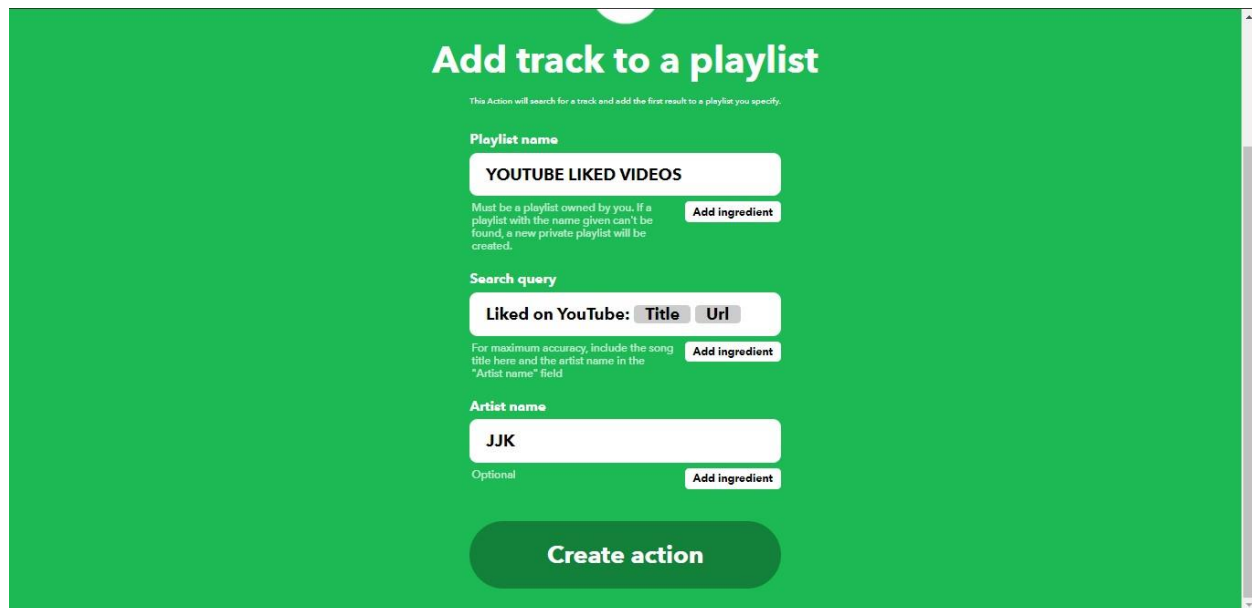 Add track to a playlist
This Action will search for a track and add the first result to a playlist you specify.
Playlist name
YOUTUBE LIKED VIDEOS
Must be a playlist owned by you. If a
playlist with the name given can't be
found, a new private playlist will be
created.
Add ingredient
Search query
Liked on YouTube: Title Url
For maximum accuracy, include the song
title here and the artist name in the
"Artist name" field
Add ingredient
Artist name
JJK
Optional
Add ingredient
Create action